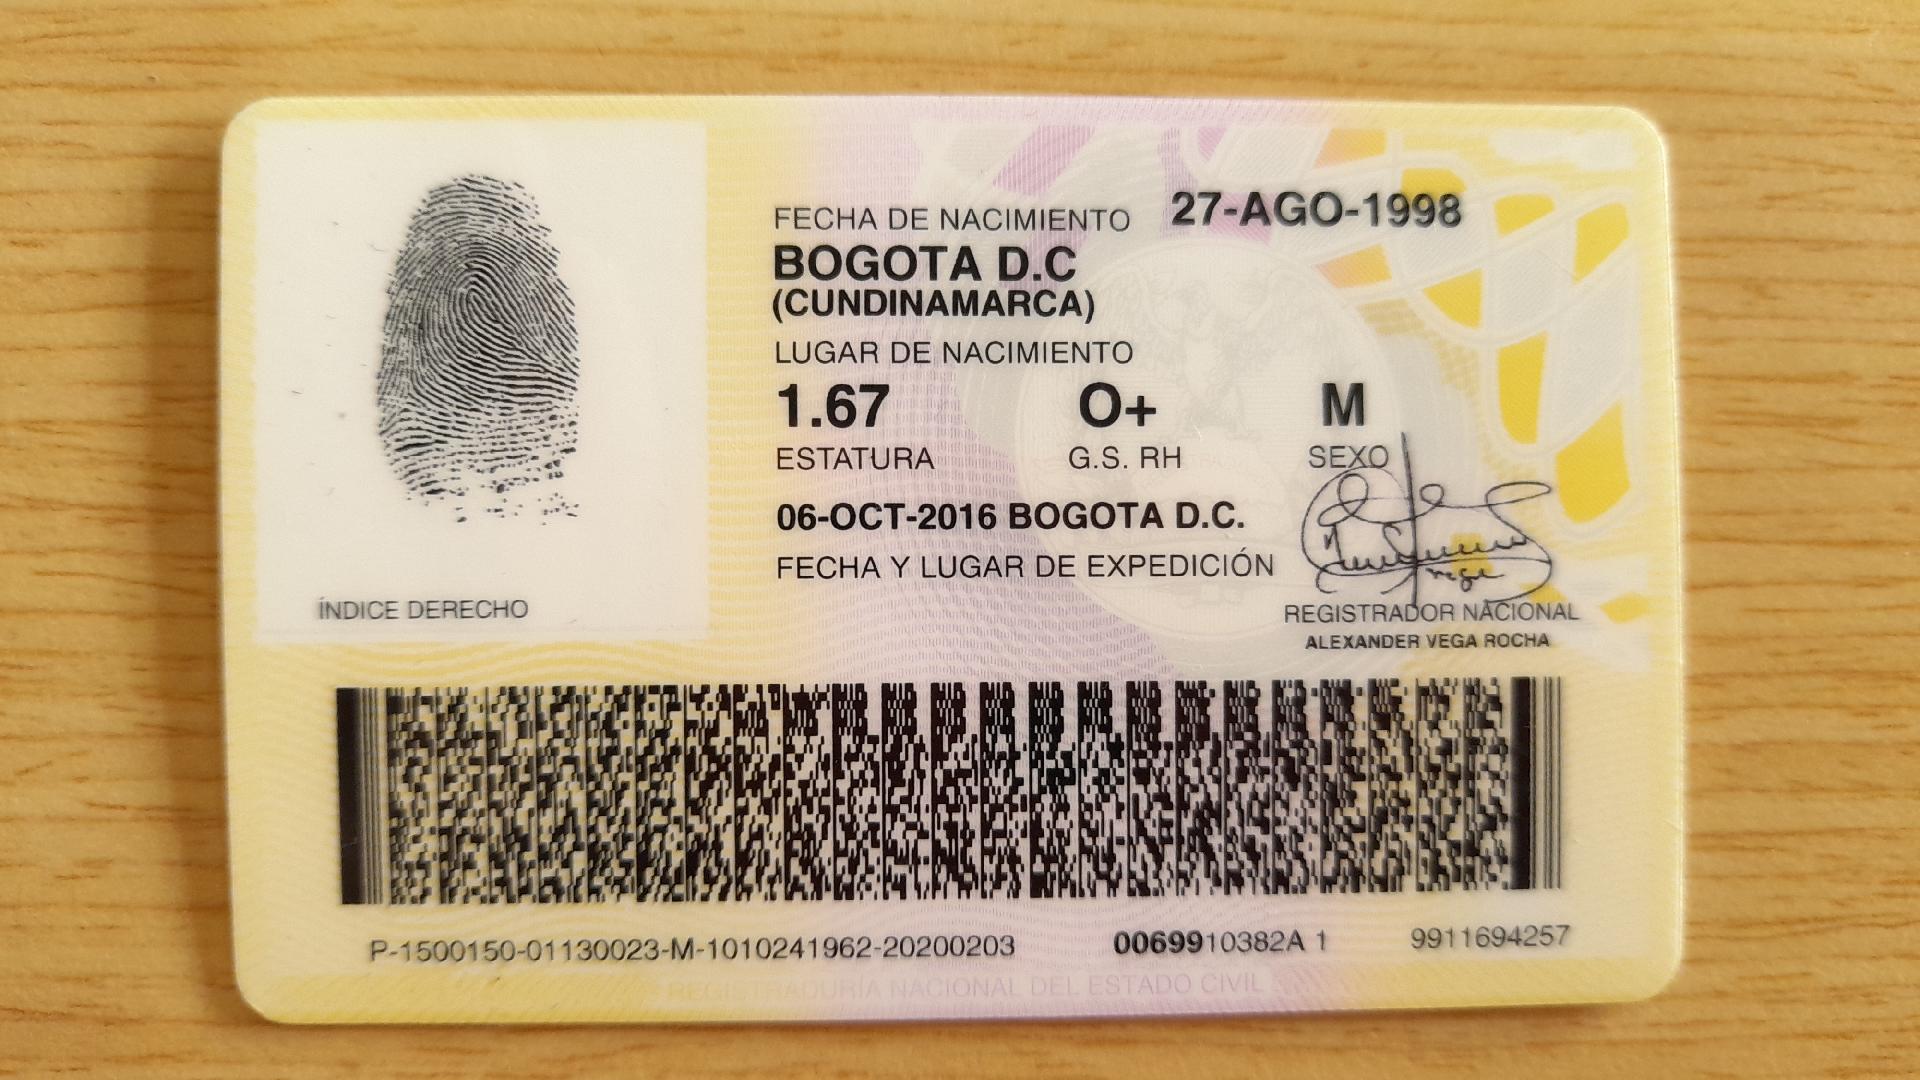 FECHA DE NACIMIENTO 27-AGO-1998
BOGOTA D.C
(CUNDINAMARCA)
LUGAR DE NACIMIENTO
1.67 O+ M
ESTATURA G.S. RH SEXO
06-OCT-2016 BOGOTA D.C.
FECHA Y LUGAR DE EXPEDICIÓN
ÍNDICE DERECHO
REGISTRADOR NACIONAL
ALEXANDER VEGA ROCHA
P-1500150-01130023-M-1010241962-20200203 0069910382A 1 9911694257
REGISTRADURÍA NACIONAL DEL ESTADO CIVIL